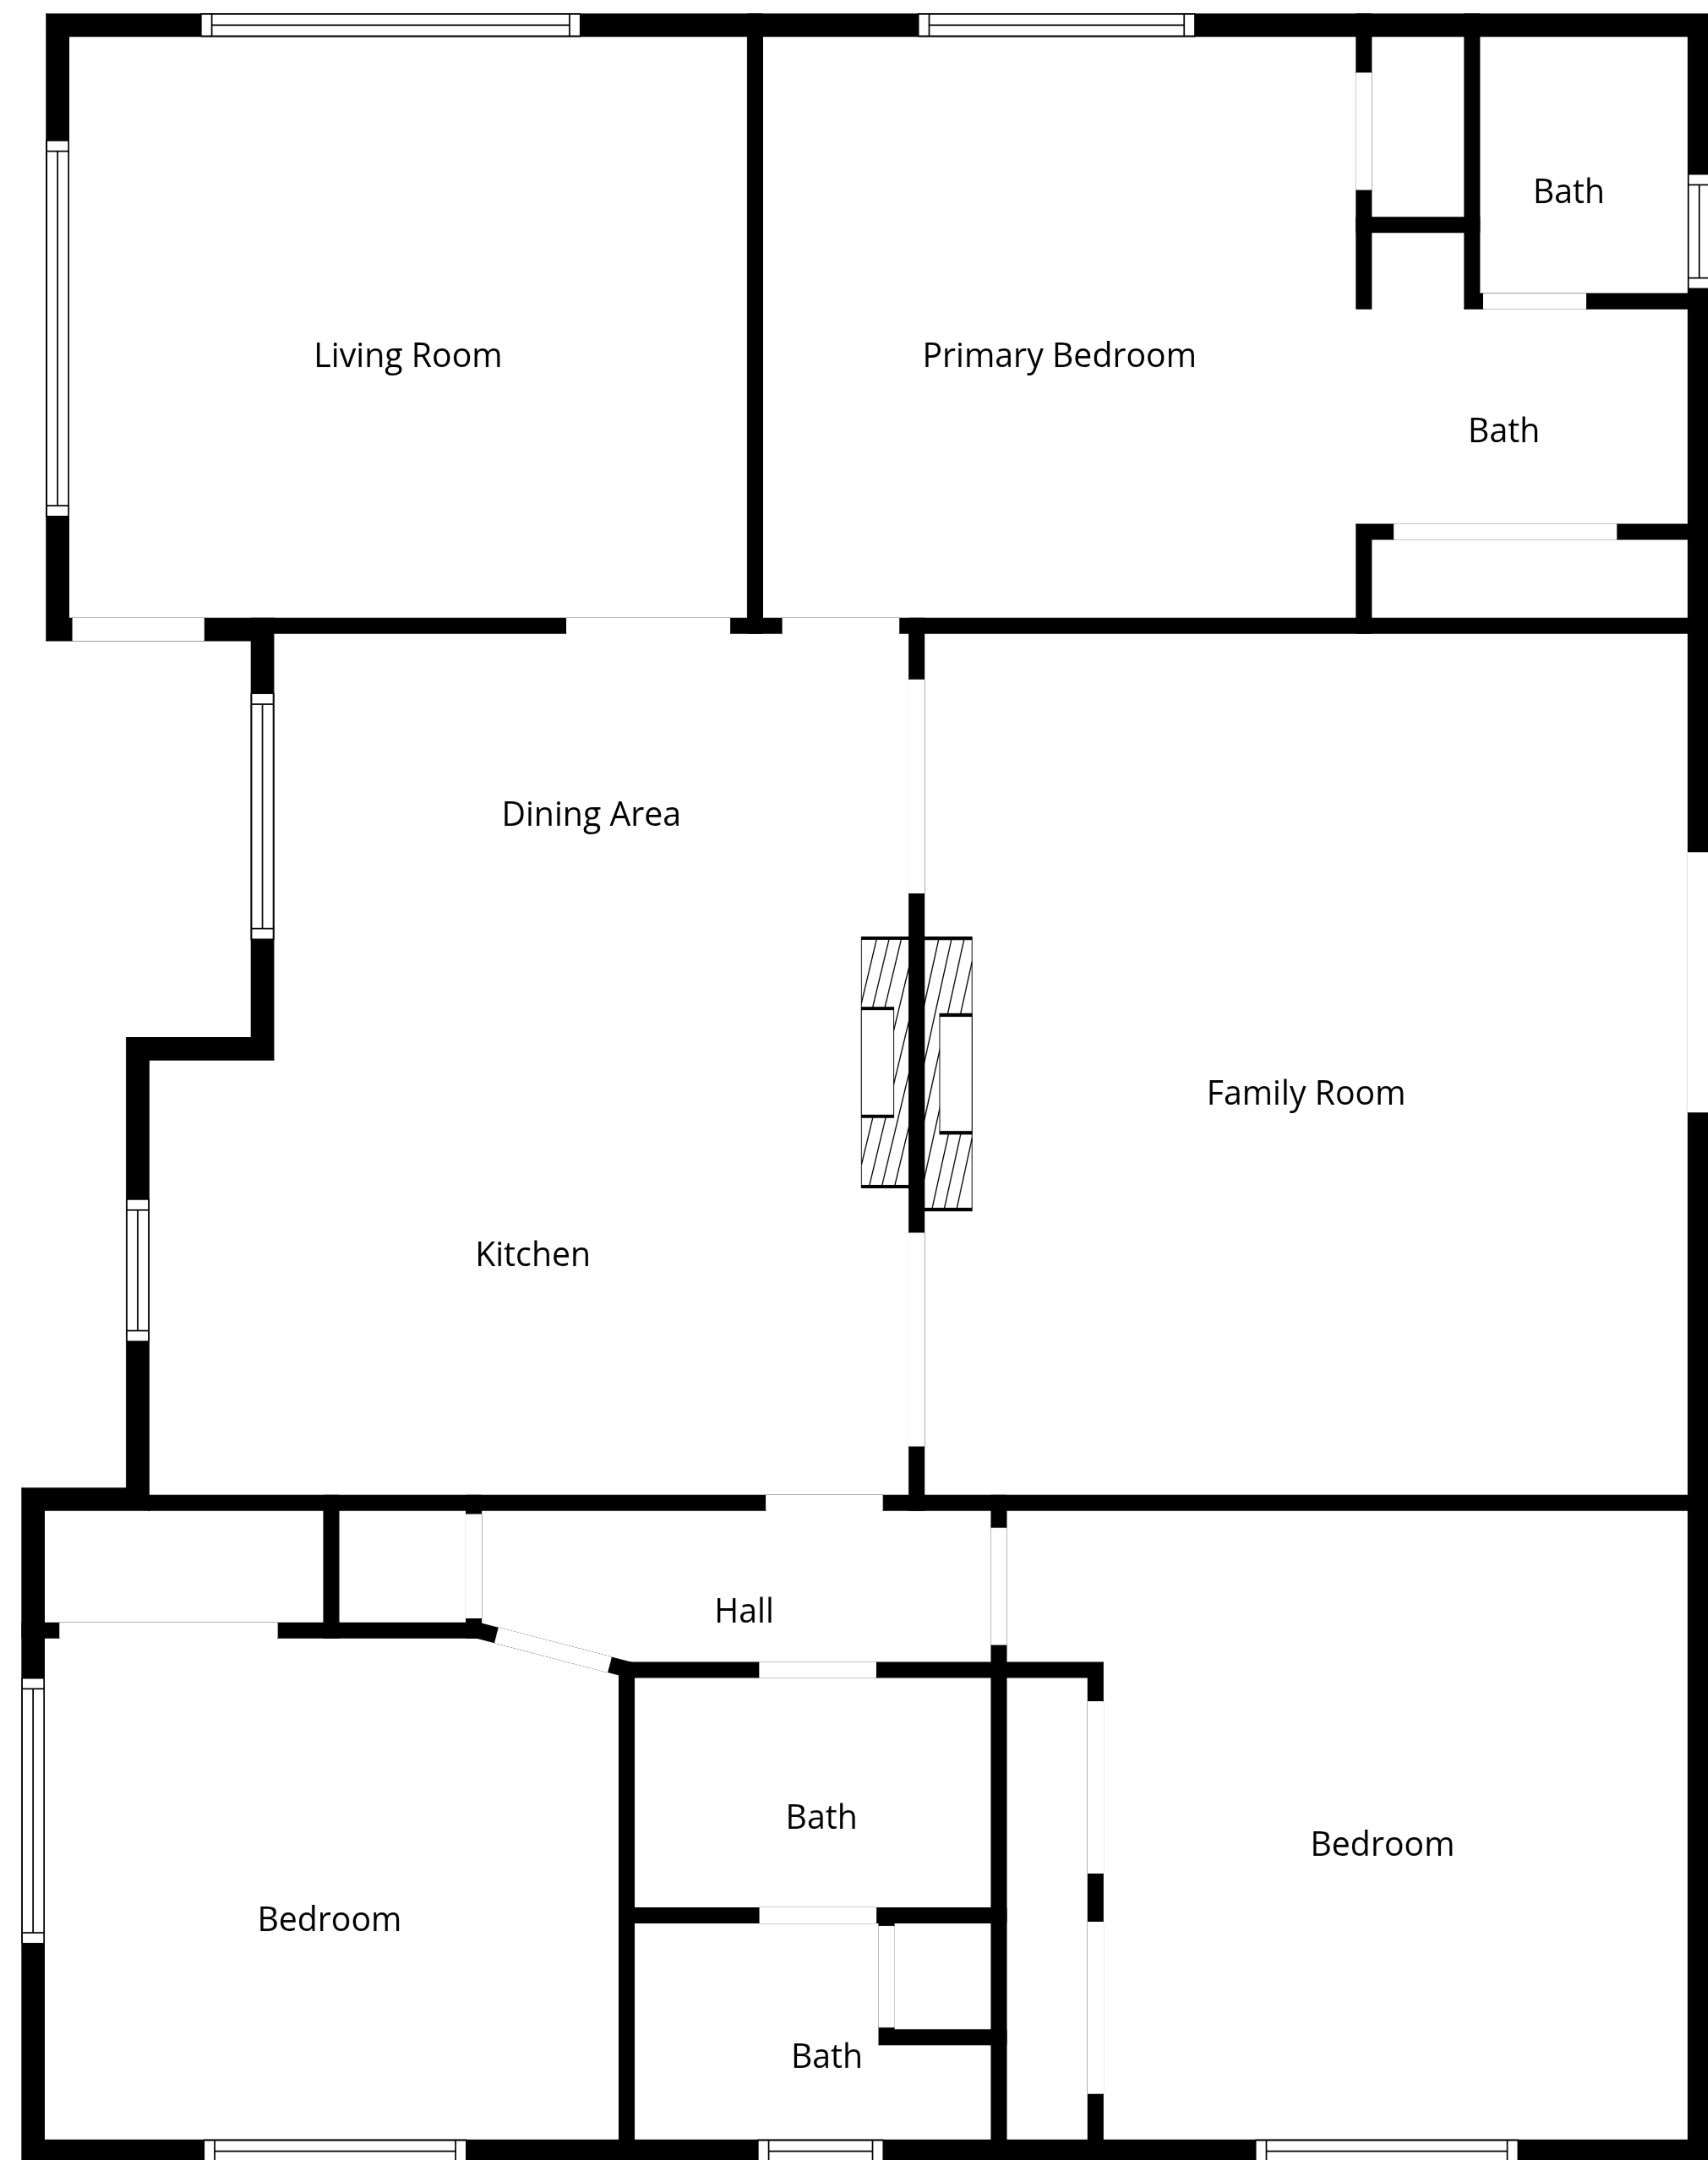 Bath
Living Room
Primary Bedroom
Bath
Dining Area
Family Room
Kitchen
Hall
Bath
Bedroom
Bedroom
Bath